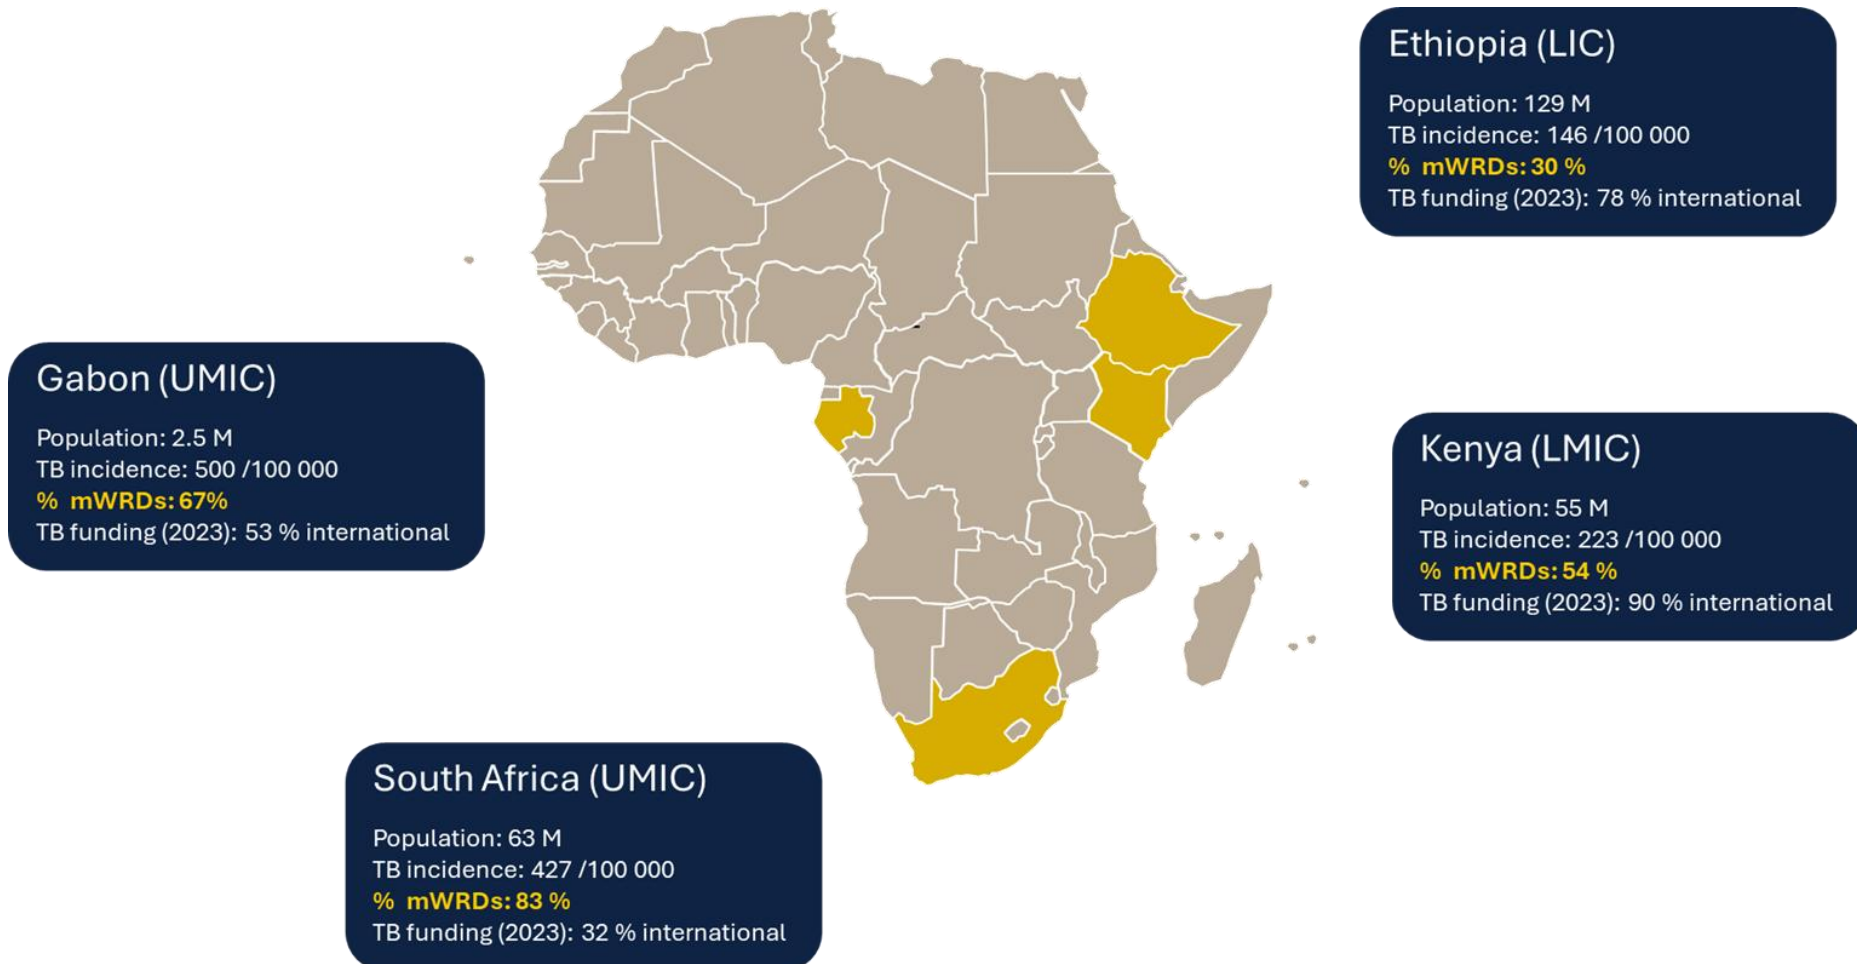 Ethiopia (LIC)
Population: 129 M
TB incidence: 146 /100 000
% mWRDs: 30 %
TB funding (2023): 78 % international
Gabon (UMIC)
Population: 2.5 M
TB incidence: 500 /100 000
% mWRDs: 67%
TB funding (2023): 53 % international
Kenya (LMIC)
Population: 55 M
TB incidence: 223 /100 000
% mWRDs: 54 %
TB funding (2023): 90 % international
South Africa (UMIC)
Population: 63 M
TB incidence: 427 /100 000
% mWRDs: 83 %
TB funding (2023): 32 % international